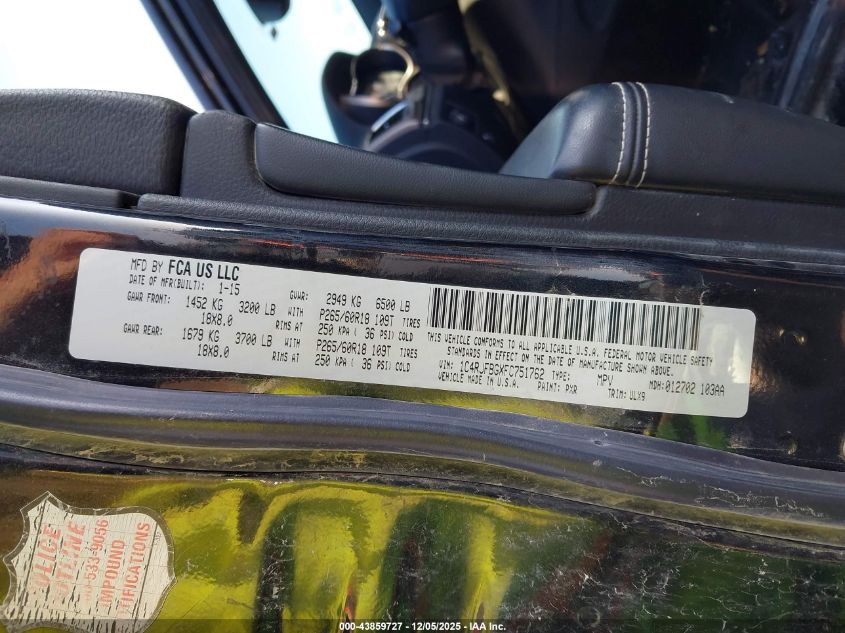 MFD BY FCA US LLC
DATE OF MFR(BUILT): 1-15 GVWR: 2949 KG 6500 LB
GAWR FRONT: 1452 KG 3200 LB WITH P265/60R18 109T TIRES
18X8.0 RIMS AT 250 KPA ( 36 PSI) COLD
GAWR REAR: 1679 KG 3700 LB WITH P265/60R18 109T TIRES
18X8.0 RIMS AT 250 KPA ( 36 PSI) COLD
THIS VEHICLE CONFORMS TO ALL APPLICABLE U.S.A. FEDERAL MOTOR VEHICLE SAFETY
STANDARDS IN EFFECT ON THE DATE OF MANUFACTURE SHOWN ABOVE.
VIN: 1C4RJFBGXFC751762 TYPE: MPV MDH:012702 103AA
VEHICLE MADE IN U.S.A. PAINT: PXR TRIM: ULX9
533-9056
IMPOUND
000-43859727 - 12/05/2025 - IAA Inc.